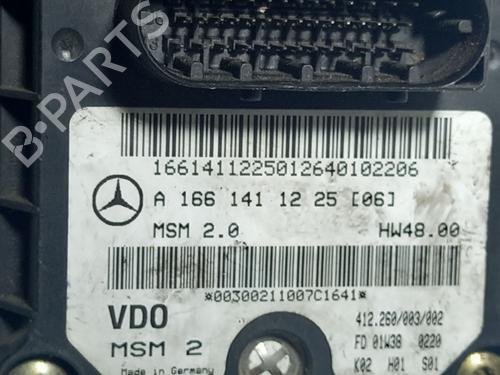 1661411225012640102206
A 166 141 12 25 [06]
MSM 2.0 HW48.00
*00300211007C1641*
VDO 412.260/003/002
MSM 2 FD 01W38 0220
Made in Germany K02 H01 S01